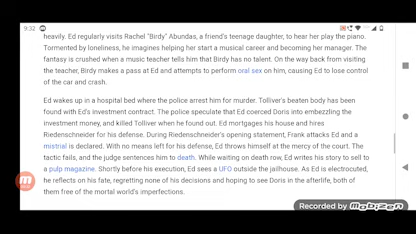 9:32
heavily. Ed regularly visits Rachel "Birdy" Abundas, a friend's teenage daughter, to hear her play the piano.
Tormented by loneliness, he imagines helping her start a musical career and becoming her manager. The
fantasy is crushed when a music teacher tells him that Birdy has no talent. On the way back from visiting
the teacher, Birdy makes a pass at Ed and attempts to perform oral sex on him, causing Ed to lose control
of the car and crash.
Ed wakes up in a hospital bed where the police arrest him for murder. Tolliver's beaten body has been
found with Ed's investment contract. The police speculate that Ed coerced Doris into embezzling the
investment money, and killed Tolliver when he found out. Ed mortgages his house and hires
Riedenschneider for his defense. During Riedenschneider's opening statement, Frank attacks Ed and a
mistrial is declared. With no means left for his defense, Ed throws himself at the mercy of the court. The
tactic fails, and the judge sentences him to death. While waiting on death row, Ed writes his story to sell to
a pulp magazine. Shortly before his execution, Ed sees a UFO outside the jailhouse. As Ed is electrocuted,
he reflects on his fate, regretting none of his decisions and hoping to see Doris in the afterlife, both of
them free of the mortal world's imperfections.
Recorded by Mobizen